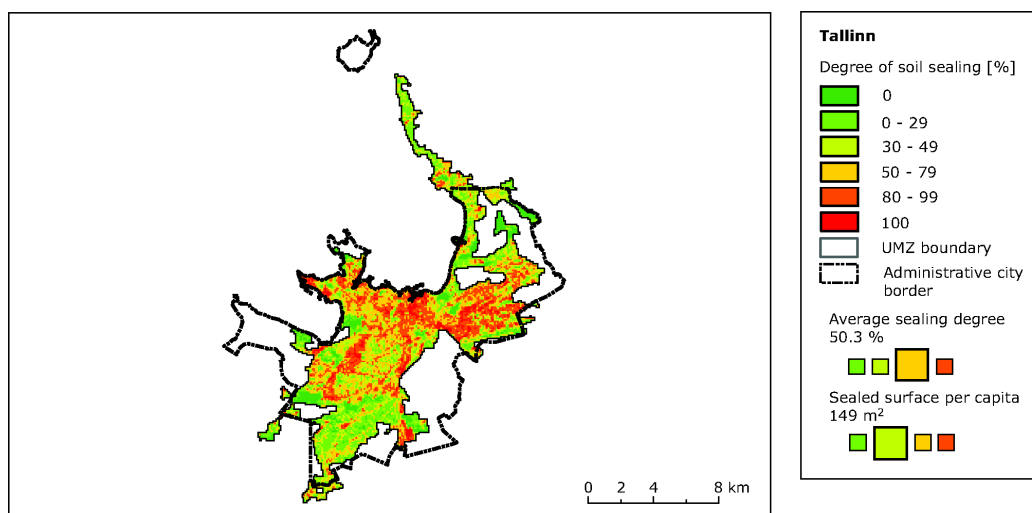 Tallinn
Degree of soil sealing [%]
0
0 - 29
30 - 49
50 - 79
80 - 99
100
UMZ boundary
Administrative city
border
Average sealing degree
50.3 %
Sealed surface per capita
149 m²
0 2 4 8 km